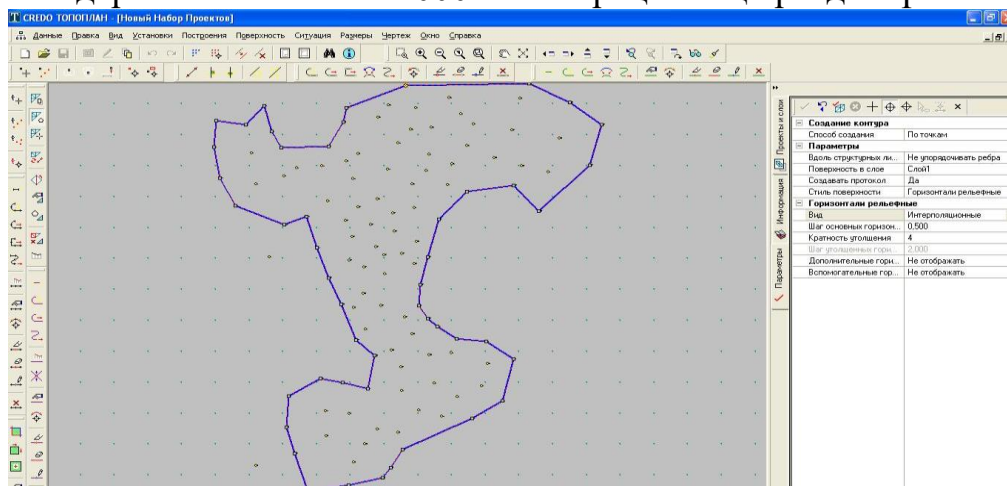 CREDO ТОПОПЛАН - [Новый Набор Проектов]
Данные Правка Вид Установки Построения Поверхность Ситуация Размеры Чертеж Окно Справка
Проекты и слои
Информация
Параметры
Создание контура
Способ создания По точкам
Параметры
Вдоль структурных ли... Не упорядочивать ребра
Поверхность в слое Слой1
Создавать протокол Да
Стиль поверхности Горизонтали рельефные
Горизонтали рельефные
Вид Интерполяционные
Шаг основных горизон... 0,500
Кратность утолщения 4
Шаг утолщенных гори... 2,000
Дополнительные гори... Не отображать
Вспомогательные гор... Не отображать